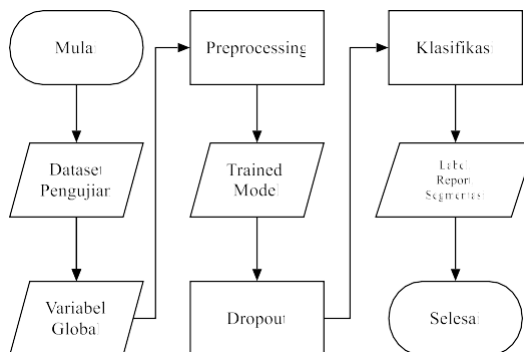 Mulai
Dataset
Pengujian
Variabel
Global
Preprocessing
Trained
Model
Dropout
Klasifikasi
Label,
Report
Segmentasi
Selesai